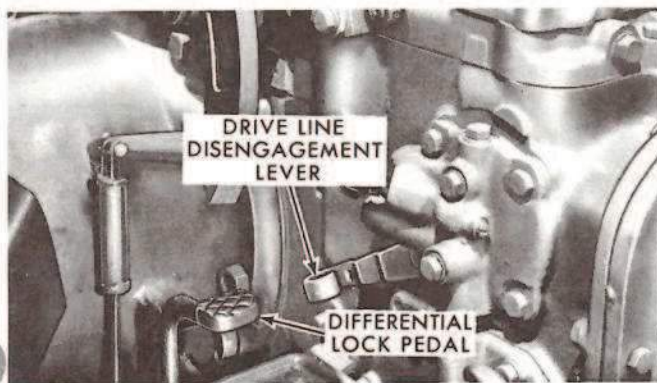 DRIVE LINE
DISENGAGEMENT
LEVER
DIFFERENTIAL
LOCK PEDAL